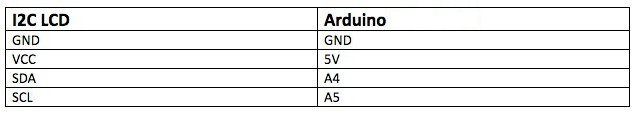 I2C LCD Arduino
GND GND
VCC 5V
SDA A4
SCL A5